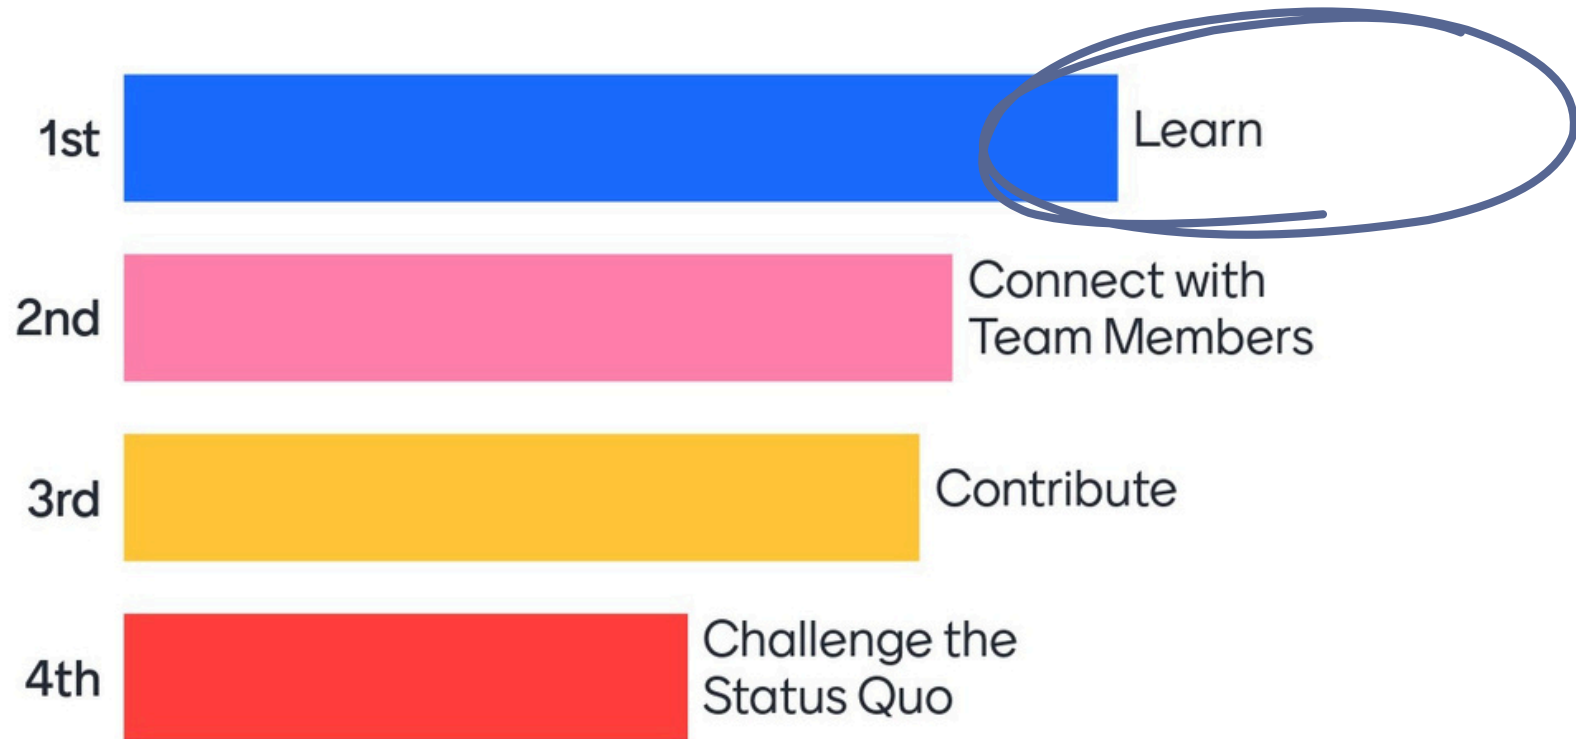 1st
Learn
2nd
Connect with
Team Members
3rd
Contribute
4th
Challenge the
Status Quo